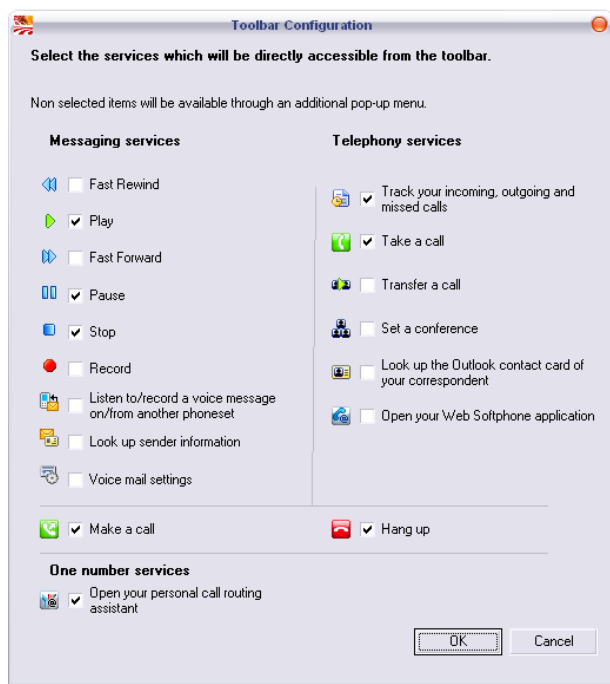 Toolbar Configuration
Select the services which will be directly accessible from the toolbar.
Non selected items will be available through an additional pop-up menu.
Messaging services
Fast Rewind
Play
Fast Forward
Pause
Stop
Record
Listen to/record a voice message
on/from another phoneset
Look up sender information
Voice mail settings
Telephony services
Track your incoming, outgoing and
missed calls
Take a call
Transfer a call
Set a conference
Look up the Outlook contact card of
your correspondent
Open your Web Softphone application
Make a call
Hang up
One number services
Open your personal call routing
assistant
OK
Cancel